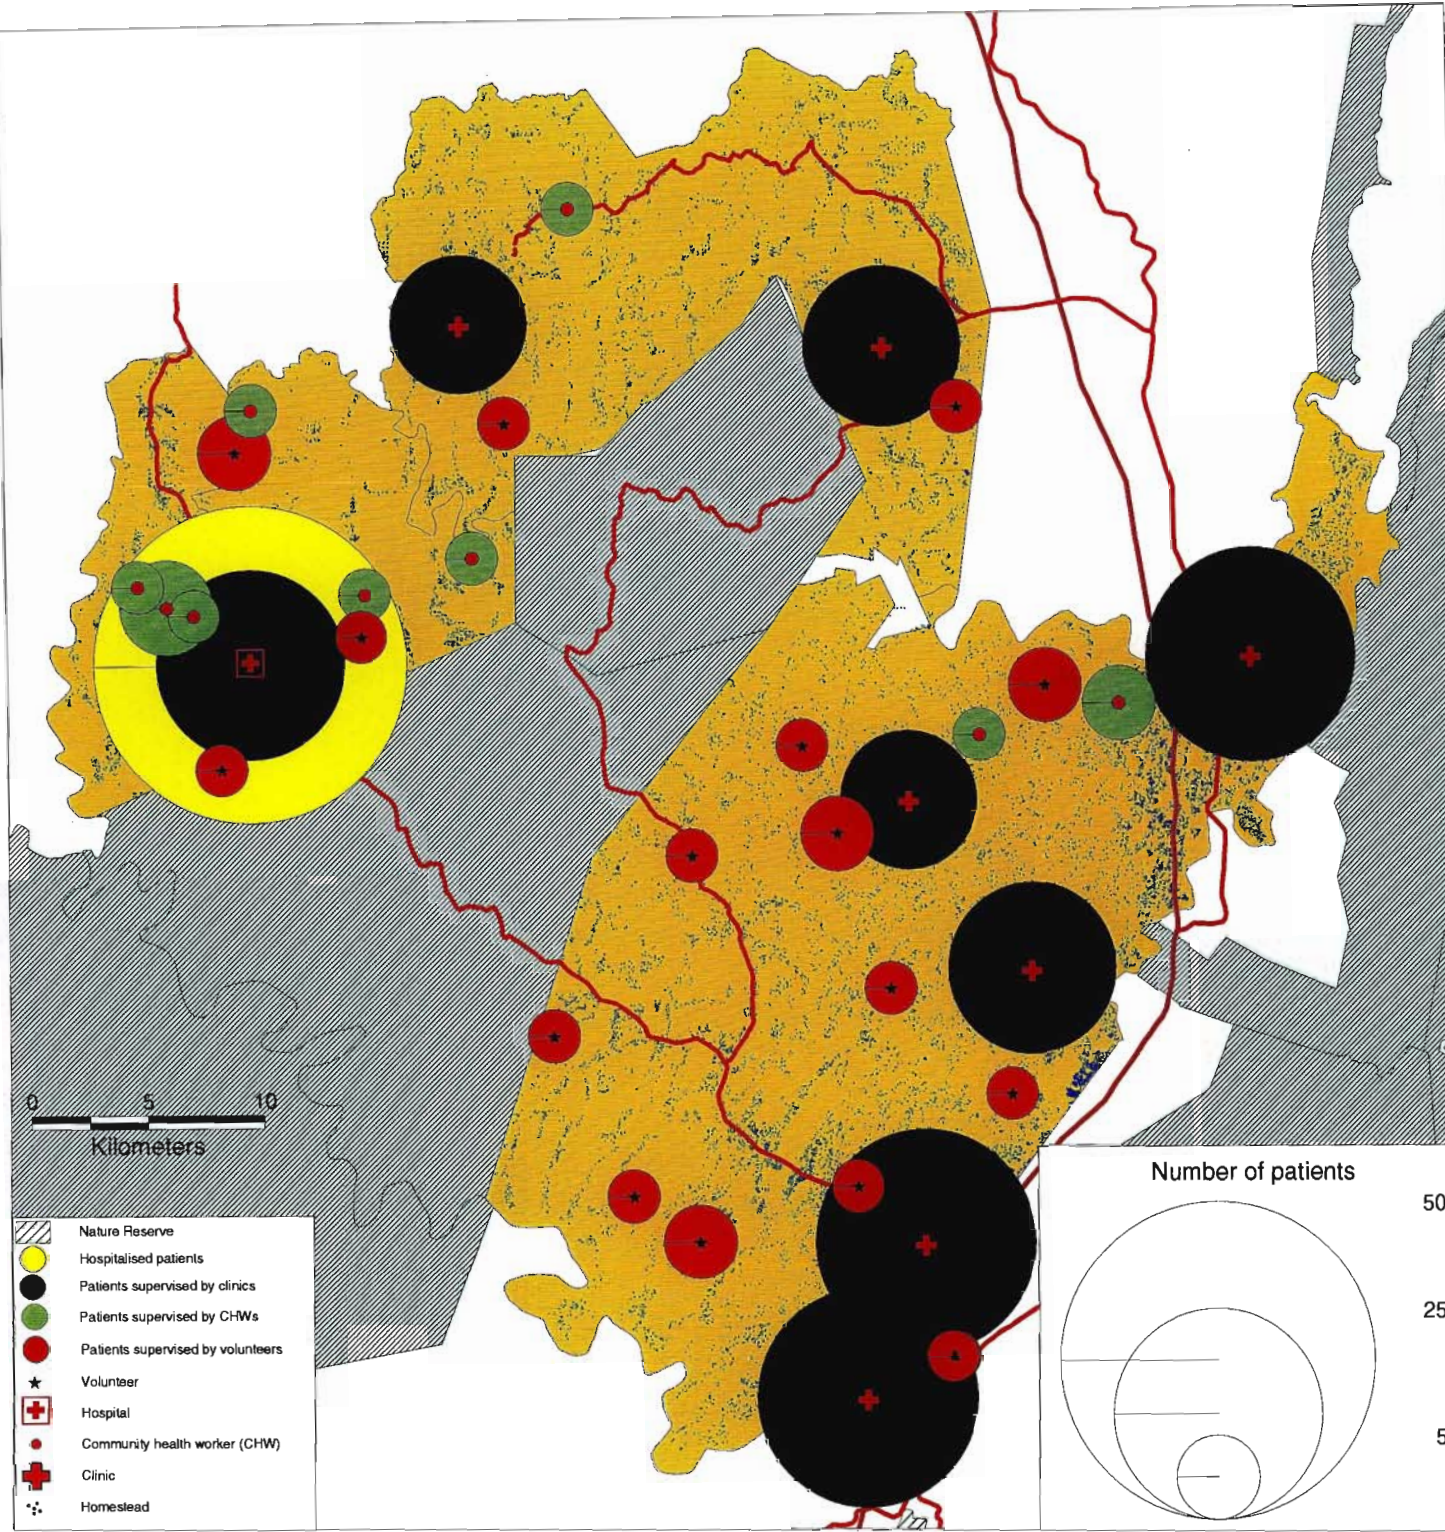 0 5 10
Kilometers
Nature Reserve
Hospitalised patients
Patients supervised by clinics
Patients supervised by CHWs
Patients supervised by volunteers
Volunteer
Hospital
Community health worker (CHW)
Clinic
Homestead
Number of patients
50
25
5